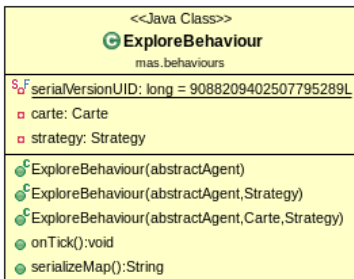 <<Java Class>>
C ExploreBehaviour
mas.behaviours
S F serialVersionUID: long = 9088209402507795289L
carte: Carte
strategy: Strategy
C ExploreBehaviour(abstractAgent)
C ExploreBehaviour(abstractAgent,Strategy)
C ExploreBehaviour(abstractAgent,Carte,Strategy)
onTick():void
serializeMap():String